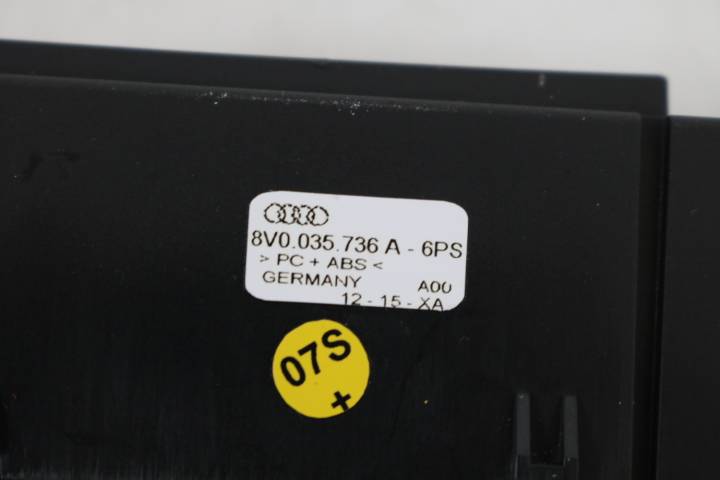 8V0.035.736 A - 6PS
> PC + ABS <
GERMANY A00
12 - 15 - XA
07S
+